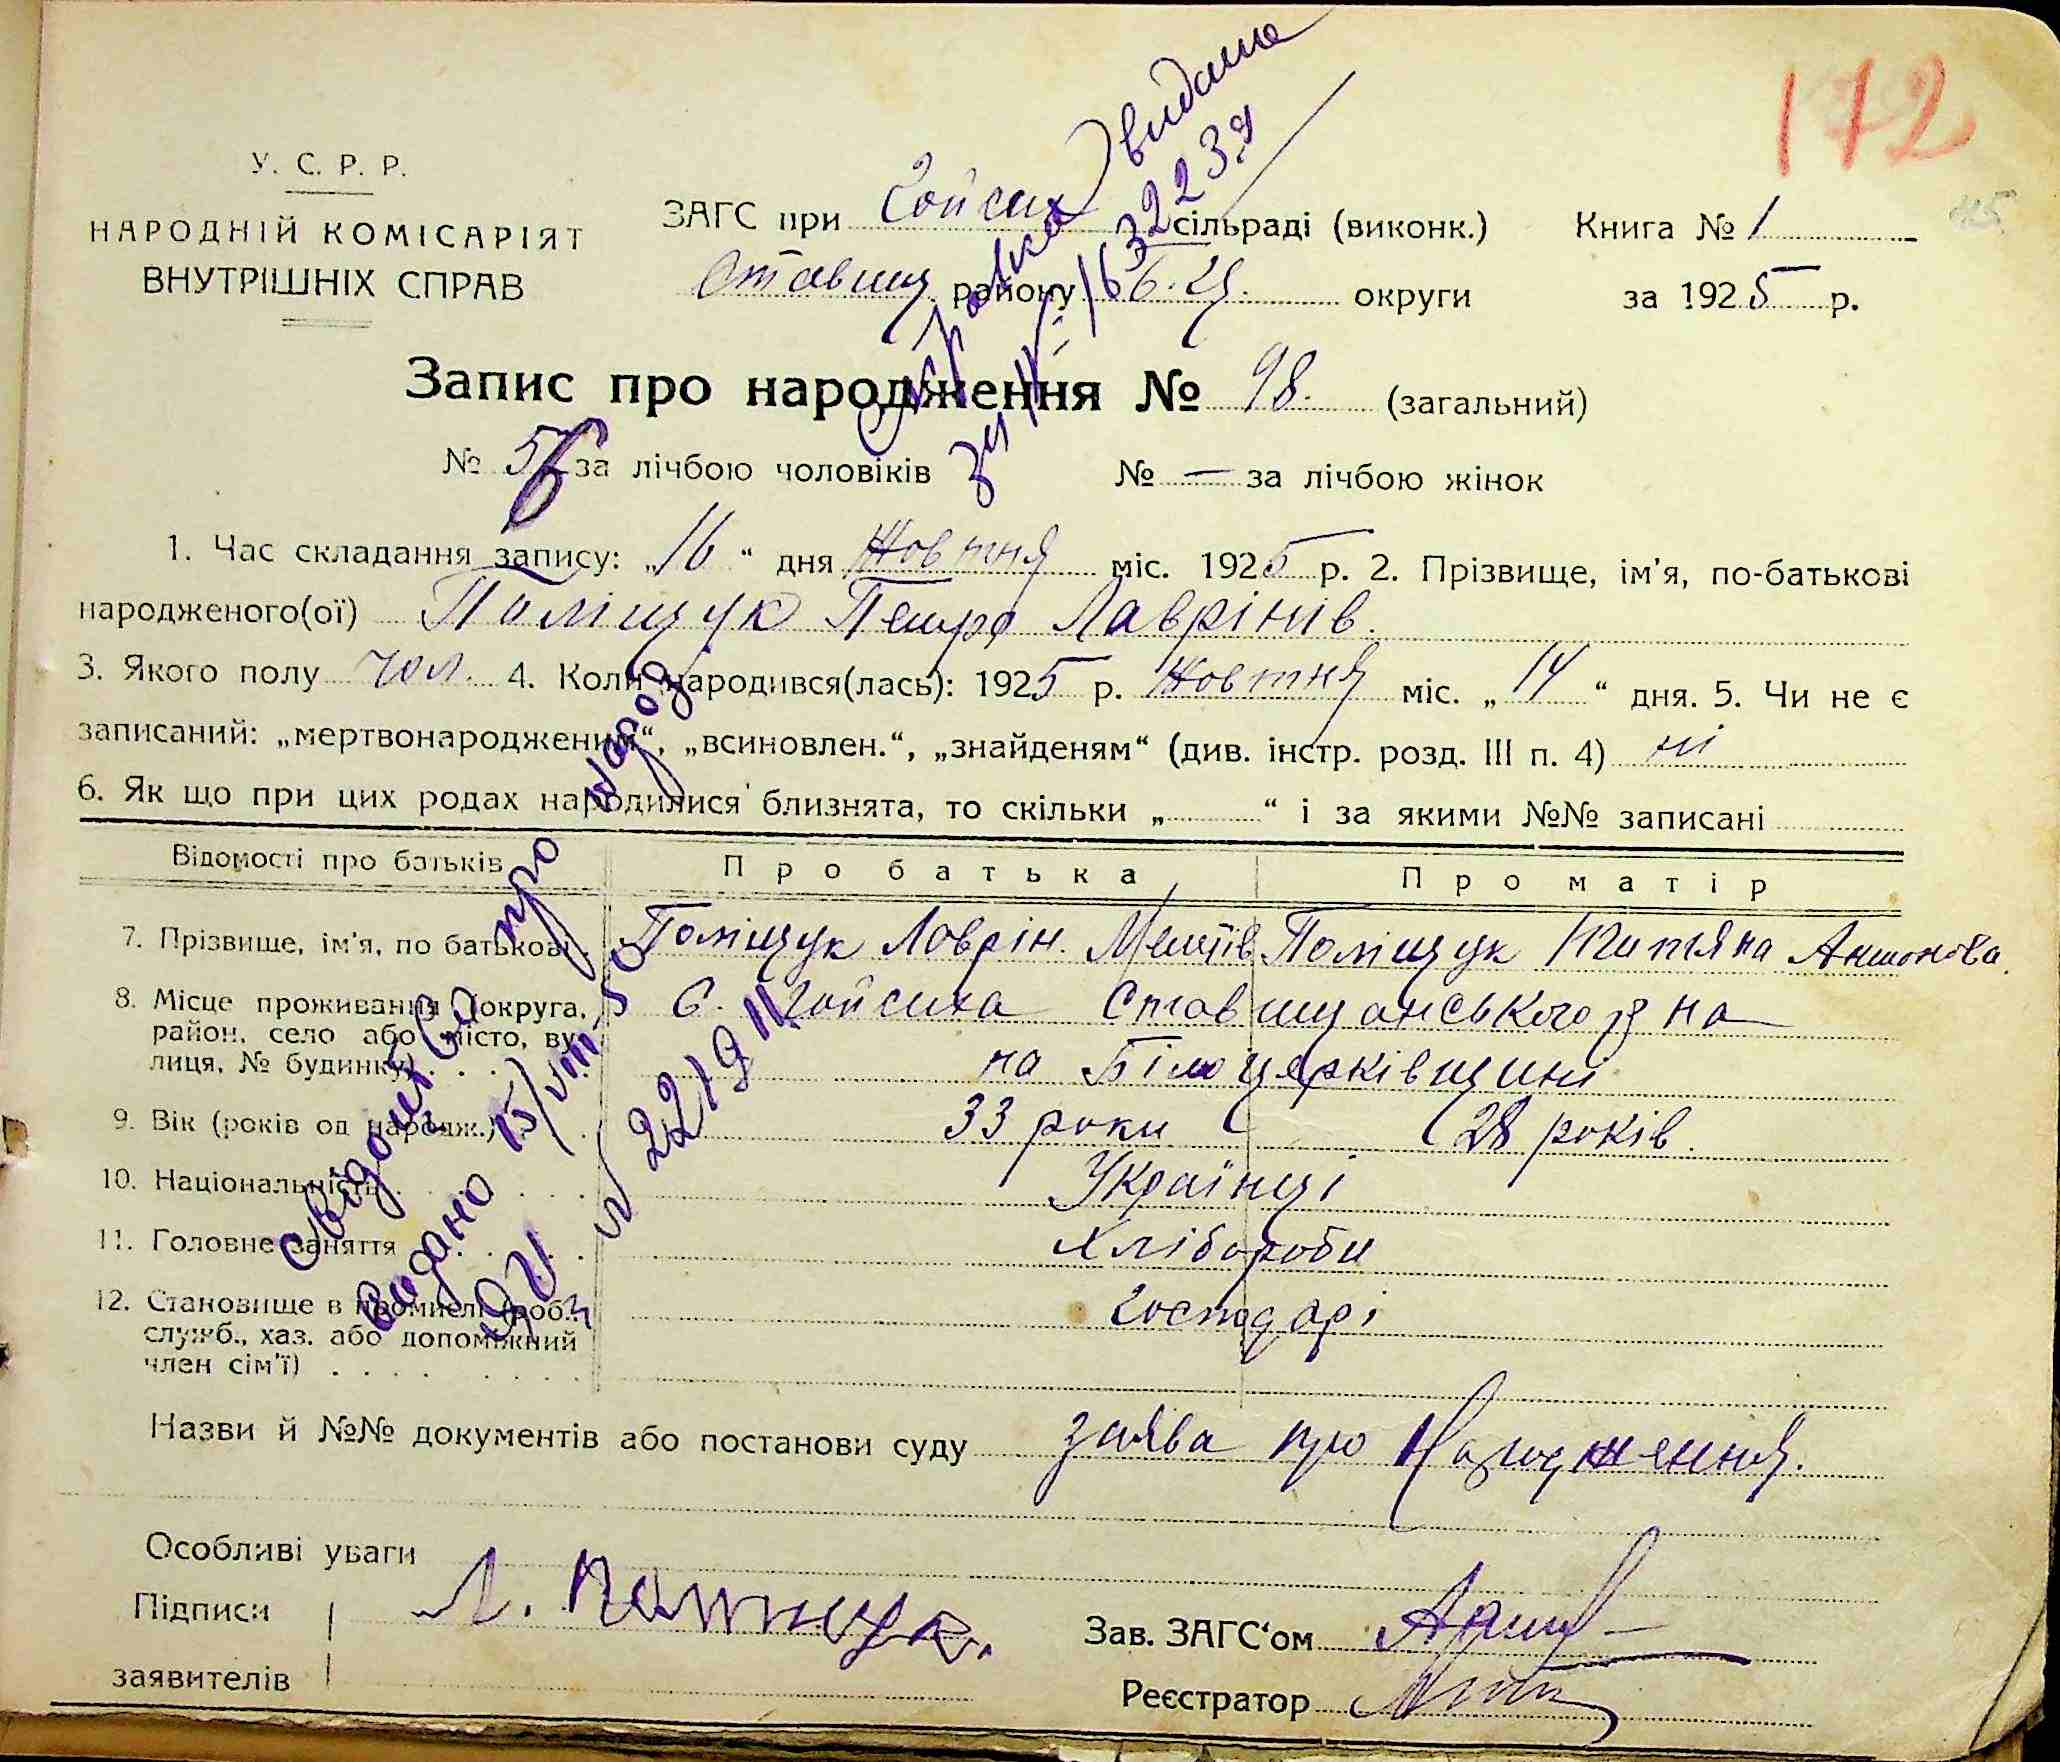 172
У. С. Р. Р.
НАРОДНІЙ КОМІСАРІЯТ
ВНУТРІШНІХ СПРАВ
ЗАГС при Гойсих сільраді (виконк.) Книга № 1
Ставищ району Б. Ц. округи за 1925 р.
Справка видана
Запис про народження № 98. (загальний)
№ 56 за лічбою чоловіків № — за лічбою жінок
1. Час складання запису: „16“ дня Жовтня міс. 1925 р. 2. Прізвище, ім'я, по-батькові
народженого(ої) Поліщук Петро Лаврінів.
3. Якого полу чол. 4. Коли народився(лась): 1925 р. Жовтня міс. „14“ дня. 5. Чи не є
записаний: „мертвонародженим“, „всиновлен.“, „знайденям“ (див. інстр. розд. III п. 4) ні
6. Як що при цих родах народилися близнята, то скільки „ “ і за якими №№ записані
Відомості про батьків Про батька Про матір
7. Прізвище, ім'я, по батькові Поліщук Лаврін. Поліщук Антонова
8. Місце проживання (округа, С. Гойсиха Ставищанського р на
район, село або місто, ву-
лиця, № будинку) на Білоцерківщині
9. Вік (років од народж.) 33 роки 28 років.
10. Національність Українці
11. Головне заняття Хлібороби
12. Становище в промислі (роб.,
служб., хаз. або допоміжний Господарі
член сім'ї)
Свідоцтво про народ
видано
Назви й №№ документів або постанови суду заява про Народження.
Особливі уваги
Підписи Л. Поліщук.
заявителів
Зав. ЗАГС‘ом
Реєстратор